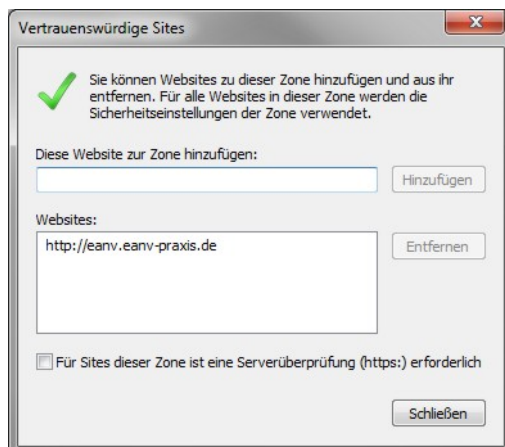 Vertrauenswürdige Sites
Sie können Websites zu dieser Zone hinzufügen und aus ihr
entfernen. Für alle Websites in dieser Zone werden die
Sicherheitseinstellungen der Zone verwendet.
Diese Website zur Zone hinzufügen:
Hinzufügen
Websites:
http://eanv.eanv-praxis.de
Entfernen
Für Sites dieser Zone ist eine Serverüberprüfung (https:) erforderlich
Schließen